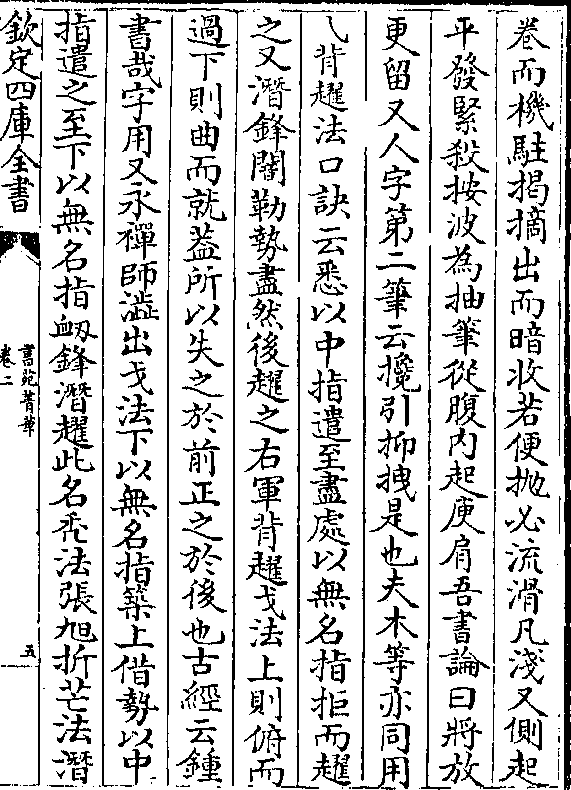 卷而機駐揭摘出而暗收若便抛必流滑凡淺又側起
平發緊殺按波為抽筆從腹内起庾肩吾書論曰將放
更留又人字第二筆云攙引抑拽是也夫木等亦同用
乀背趯法口訣云悉以中指遣至盡處以無名指拒而趯
之又潛鋒闇勒勢盡然後趯之右軍背趯戈法上則俯而
過下則曲而就葢所以失之於前正之於後也古經云鍾
書哉字用又永禪師澁出戈法下以無名指築上借勢以中
指遣之至下以無名指衂鋒潛趯此名禿法張旭折芒法潛
欽定四庫全書
書苑菁華
卷二
五